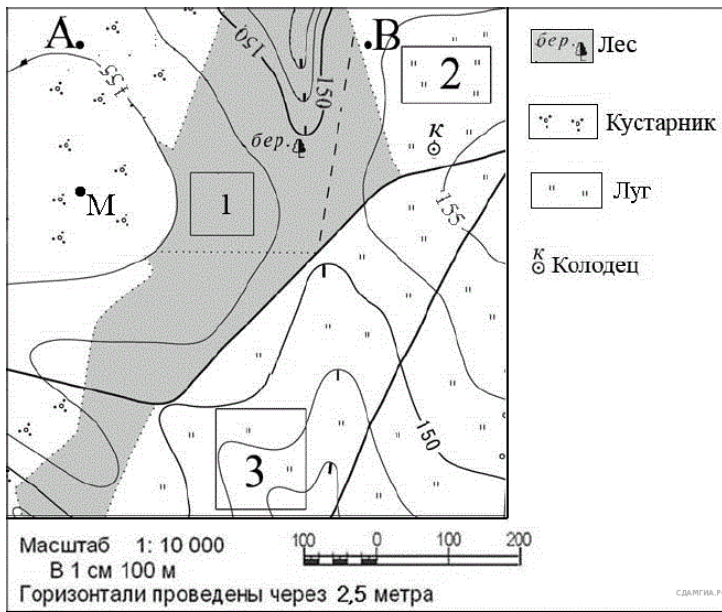 А
В
150
155
2
бер.
150
к
М
1
155
150
3
бер. Лес
Кустарник
Луг
к Колодец
Масштаб 1: 10 000
В 1 см 100 м
Горизонтали проведены через 2,5 метра
100 0 100 200
СДАМГИА.Р